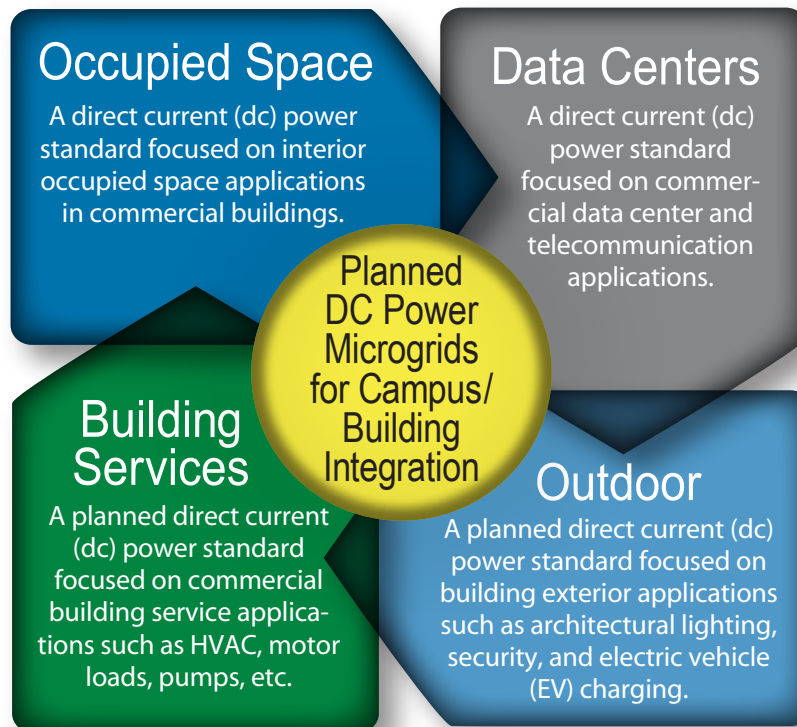 Occupied Space
A direct current (dc) power
standard focused on interior
occupied space applications
in commercial buildings.
Data Centers
A direct current (dc)
power standard
focused on commer-
cial data center and
telecommunication
applications.
Planned
DC Power
Microgrids
for Campus/
Building
Integration
Building
Services
A planned direct current
(dc) power standard
focused on commercial
building service applica-
tions such as HVAC, motor
loads, pumps, etc.
Outdoor
A planned direct current (dc)
power standard focused on
building exterior applications
such as architectural lighting,
security, and electric vehicle
(EV) charging.